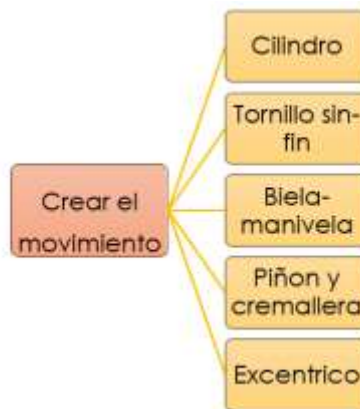 Crear el
movimiento
Cilindro
Tornillo sin-
fin
Biela-
manivela
Piñon y
cremallera
Excentrico